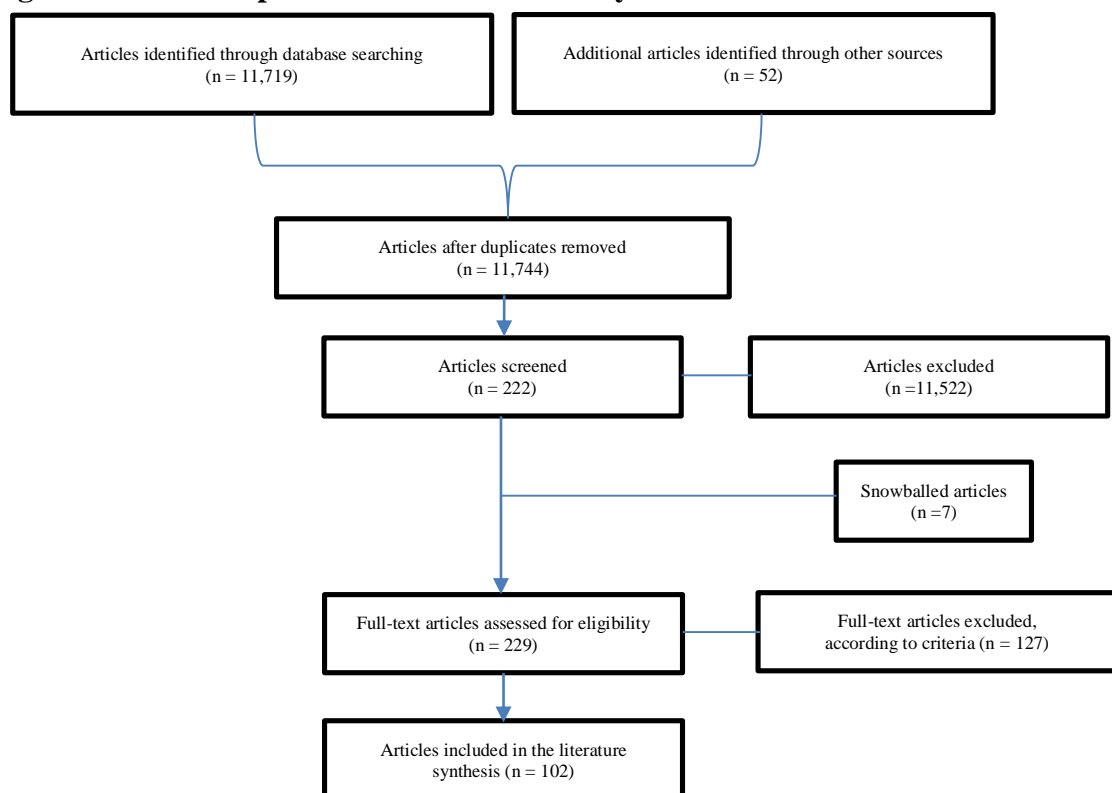 Articles identified through database searching
(n = 11,719)
Additional articles identified through other sources
(n = 52)
Articles after duplicates removed
(n = 11,744)
Articles screened
(n = 222)
Articles excluded
(n =11,522)
Snowballed articles
(n =7)
Full-text articles assessed for eligibility
(n = 229)
Full-text articles excluded,
according to criteria (n = 127)
Articles included in the literature
synthesis (n = 102)